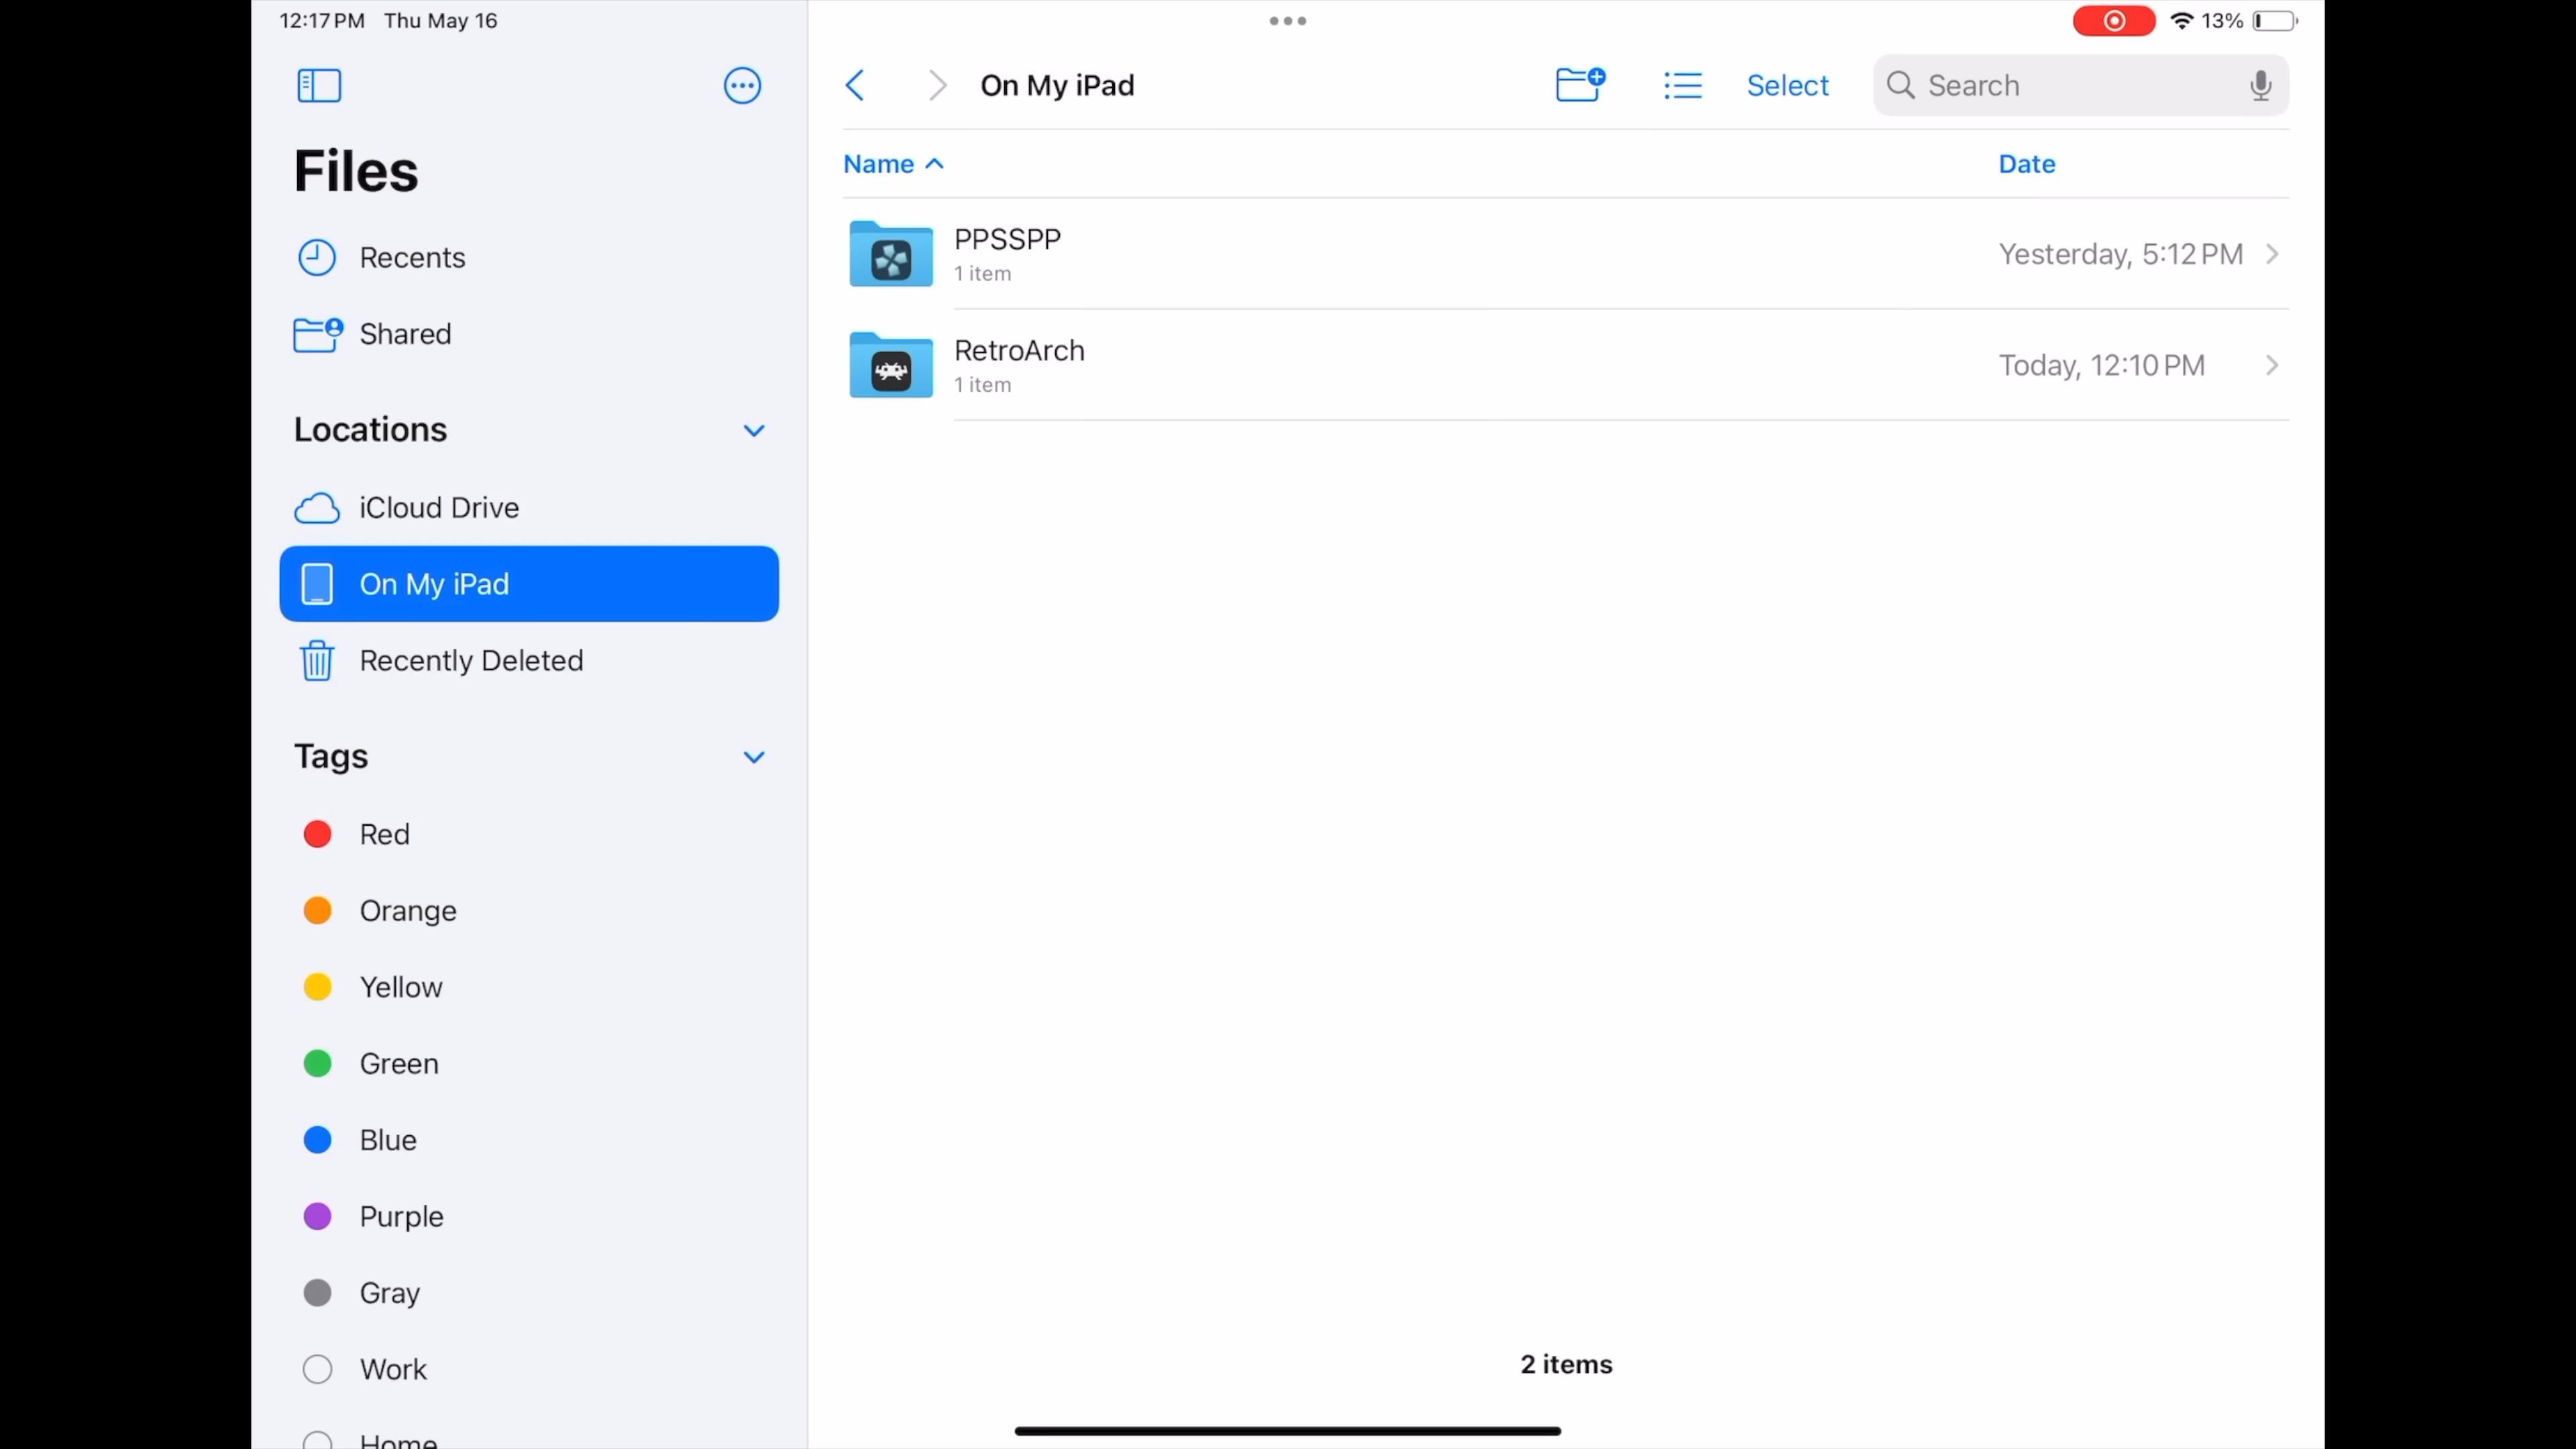 12:17 PM Thu May 16
13%
Files
Recents
Shared
Locations
iCloud Drive
On My iPad
Recently Deleted
Tags
Red
Orange
Yellow
Green
Blue
Purple
Gray
Work
Home
On My iPad
Select
Search
Name
Date
PPSSPP
1 item
Yesterday, 5:12 PM
RetroArch
1 item
Today, 12:10 PM
2 items